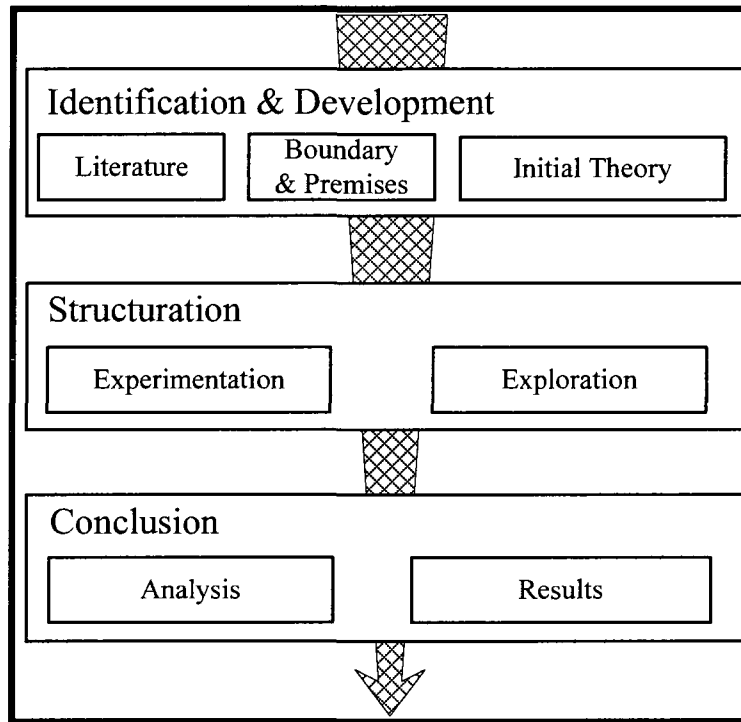 Identification & Development
Literature
Boundary
& Premises
Initial Theory
Structuration
Experimentation
Exploration
Conclusion
Analysis
Results